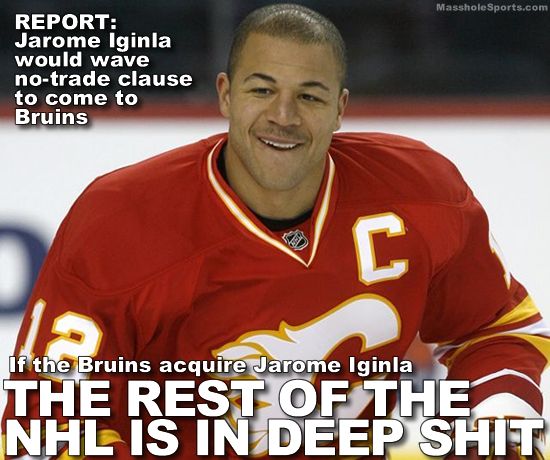 MassholeSports.com
REPORT:
Jarome Iginla
would wave
no-trade clause
to come to
Bruins
C
12
If the Bruins acquire Jarome Iginla
THE REST OF THE
NHL IS IN DEEP SHIT